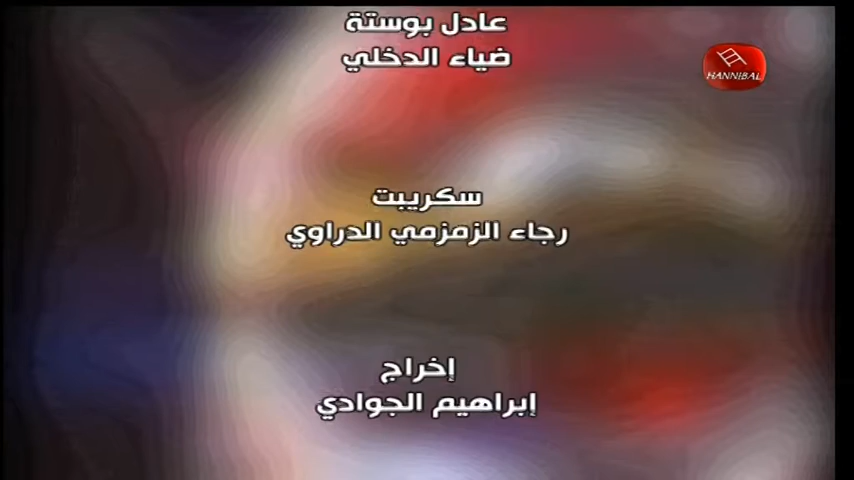 عادل بوستة
ضياء الدخلي
HANNIBAL
سكريبت
رجاء الزمزمي الدراوي
إخراج
إبراهيم الجوادي